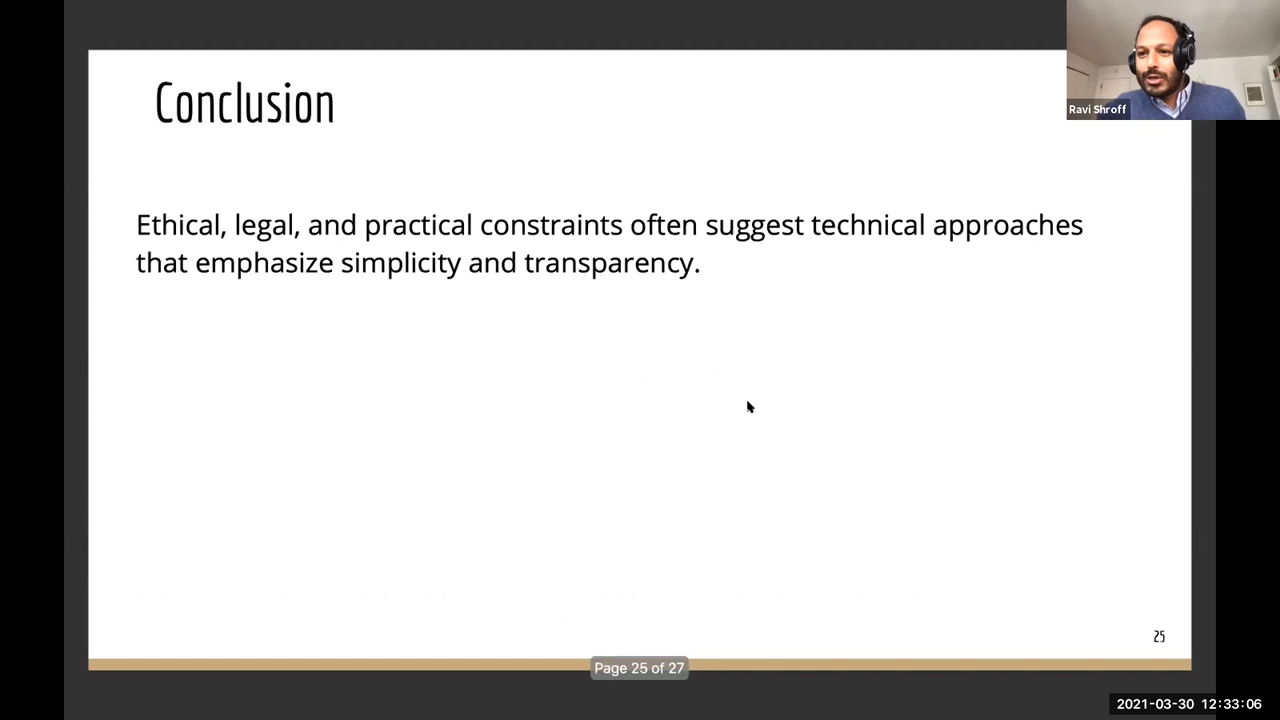 Conclusion
Ravi Shroff
Ethical, legal, and practical constraints often suggest technical approaches
that emphasize simplicity and transparency.
25
Page 25 of 27
2021-03-30 12:33:06